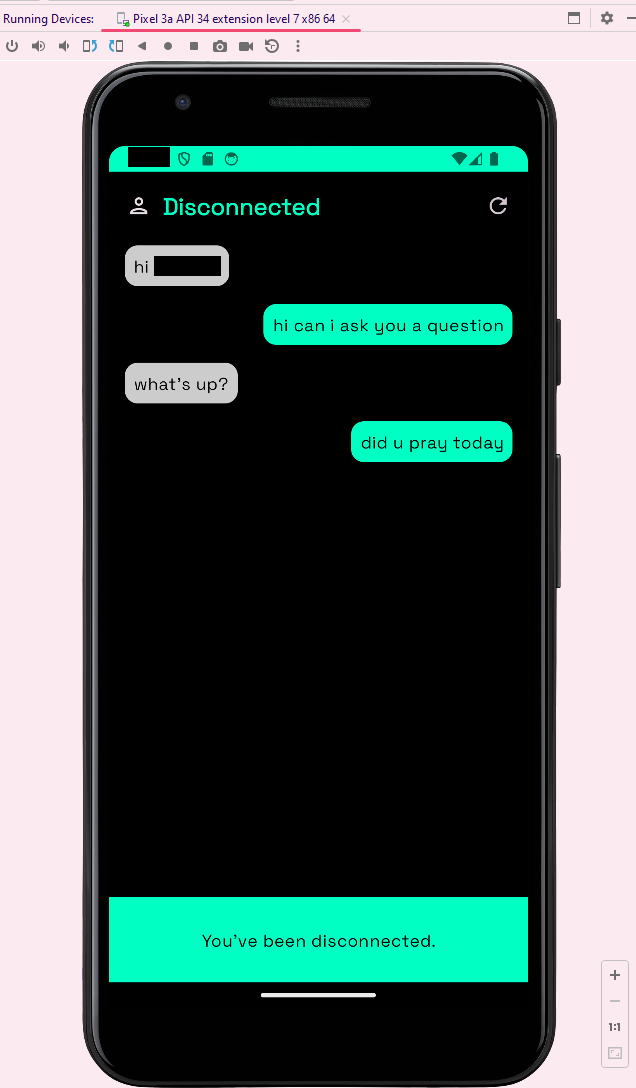 Running Devices: Pixel 3a API 34 extension level 7 x86 64
Disconnected
hi
hi can i ask you a question
what's up?
did u pray today
You've been disconnected.
1:1